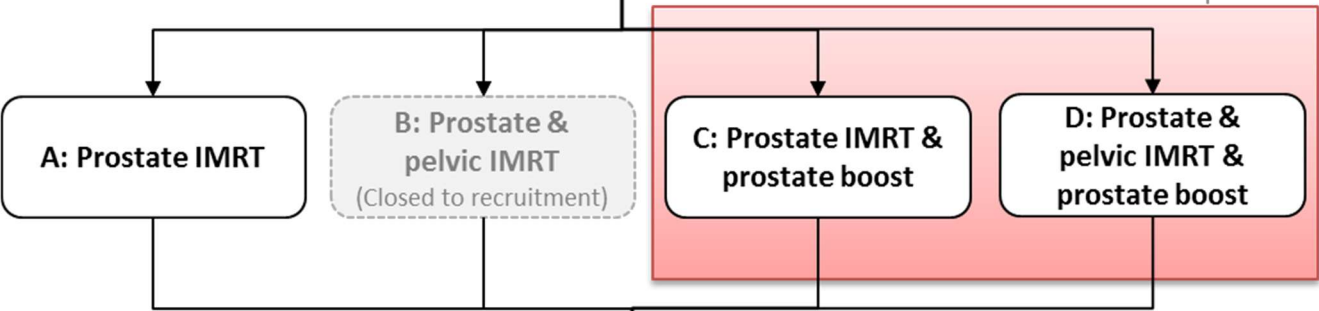 A: Prostate IMRT
B: Prostate &
pelvic IMRT
(Closed to recruitment)
C: Prostate IMRT &
prostate boost
D: Prostate &
pelvic IMRT &
prostate boost